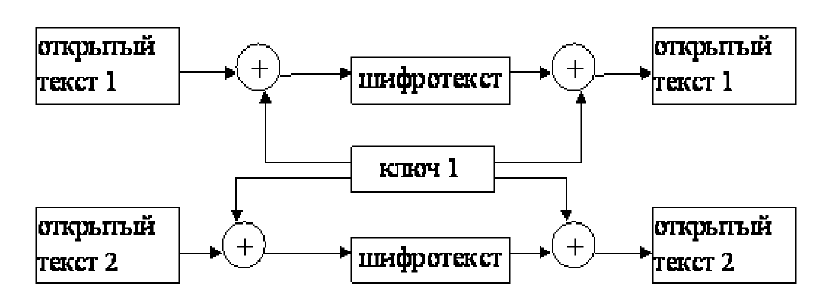 открытый
текст 1
+
шифротекст
+
открытый
текст 1
ключ 1
открытый
текст 2
+
шифротекст
+
открытый
текст 2